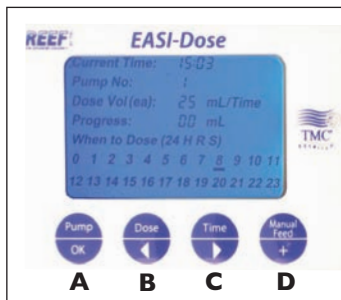 REEF
EASI-Dose
Current Time: 15:03
Pump No: 1
Dose Vol(ea): 25 mL/Time
Progress: 00 mL
When to Dose (24 H R S)
0 1 2 3 4 5 6 7 8 9 10 11
12 13 14 15 16 17 18 19 20 21 22 23
TMC
Pump
OK
Dose
Time
Manual
Feed
+
A B C D